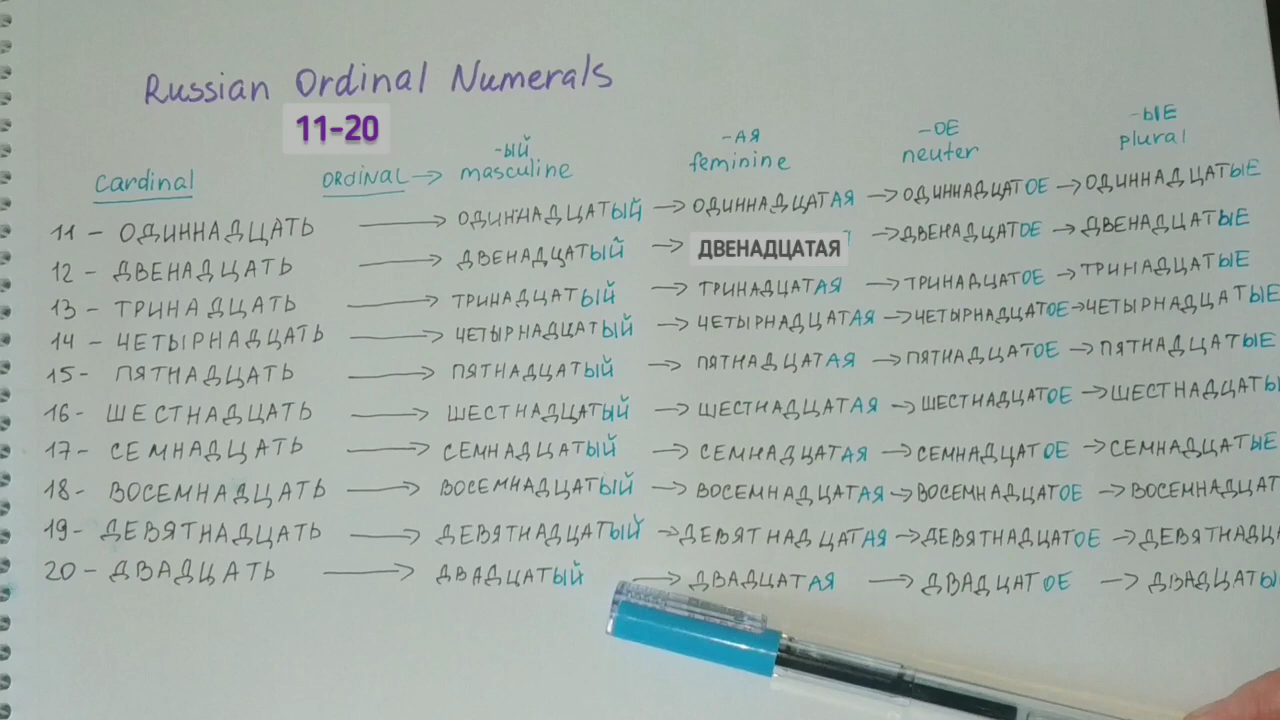 Russian Ordinal Numerals
11-20
-ЫЙ -АЯ -ОЕ -ЫЕ
Cardinal ORDINAL → masculine feminine neuter plural
11 - ОДИННАДЦАТЬ → ОДИННАДЦАТЫЙ → ОДИННАДЦАТАЯ → ОДИННАДЦАТОЕ → ОДИННАДЦАТЫЕ
12 - ДВЕНАДЦАТЬ → ДВЕНАДЦАТЫЙ → ДВЕНАДЦАТАЯ → ДВЕНАДЦАТОЕ → ДВЕНАДЦАТЫЕ
13 - ТРИНАДЦАТЬ → ТРИНАДЦАТЫЙ → ТРИНАДЦАТАЯ → ТРИНАДЦАТОЕ → ТРИНАДЦАТЫЕ
14 - ЧЕТЫРНАДЦАТЬ → ЧЕТЫРНАДЦАТЫЙ → ЧЕТЫРНАДЦАТАЯ → ЧЕТЫРНАДЦАТОЕ → ЧЕТЫРНАДЦАТЫЕ
15 - ПЯТНАДЦАТЬ → ПЯТНАДЦАТЫЙ → ПЯТНАДЦАТАЯ → ПЯТНАДЦАТОЕ → ПЯТНАДЦАТЫЕ
16 - ШЕСТНАДЦАТЬ → ШЕСТНАДЦАТЫЙ → ШЕСТНАДЦАТАЯ → ШЕСТНАДЦАТОЕ → ШЕСТНАДЦАТЫ
17 - СЕМНАДЦАТЬ → СЕМНАДЦАТЫЙ → СЕМНАДЦАТАЯ → СЕМНАДЦАТОЕ → СЕМНАДЦАТЫЕ
18 - ВОСЕМНАДЦАТЬ → ВОСЕМНАДЦАТЫЙ → ВОСЕМНАДЦАТАЯ → ВОСЕМНАДЦАТОЕ → ВОСЕМНАДЦАТ
19 - ДЕВЯТНАДЦАТЬ → ДЕВЯТНАДЦАТЫЙ → ДЕВЯТНАДЦАТАЯ → ДЕВЯТНАДЦАТОЕ → ДЕВЯТНАДЦА
20 - ДВАДЦАТЬ → ДВАДЦАТЫЙ → ДВАДЦАТАЯ → ДВАДЦАТОЕ → ДВАДЦАТЫ